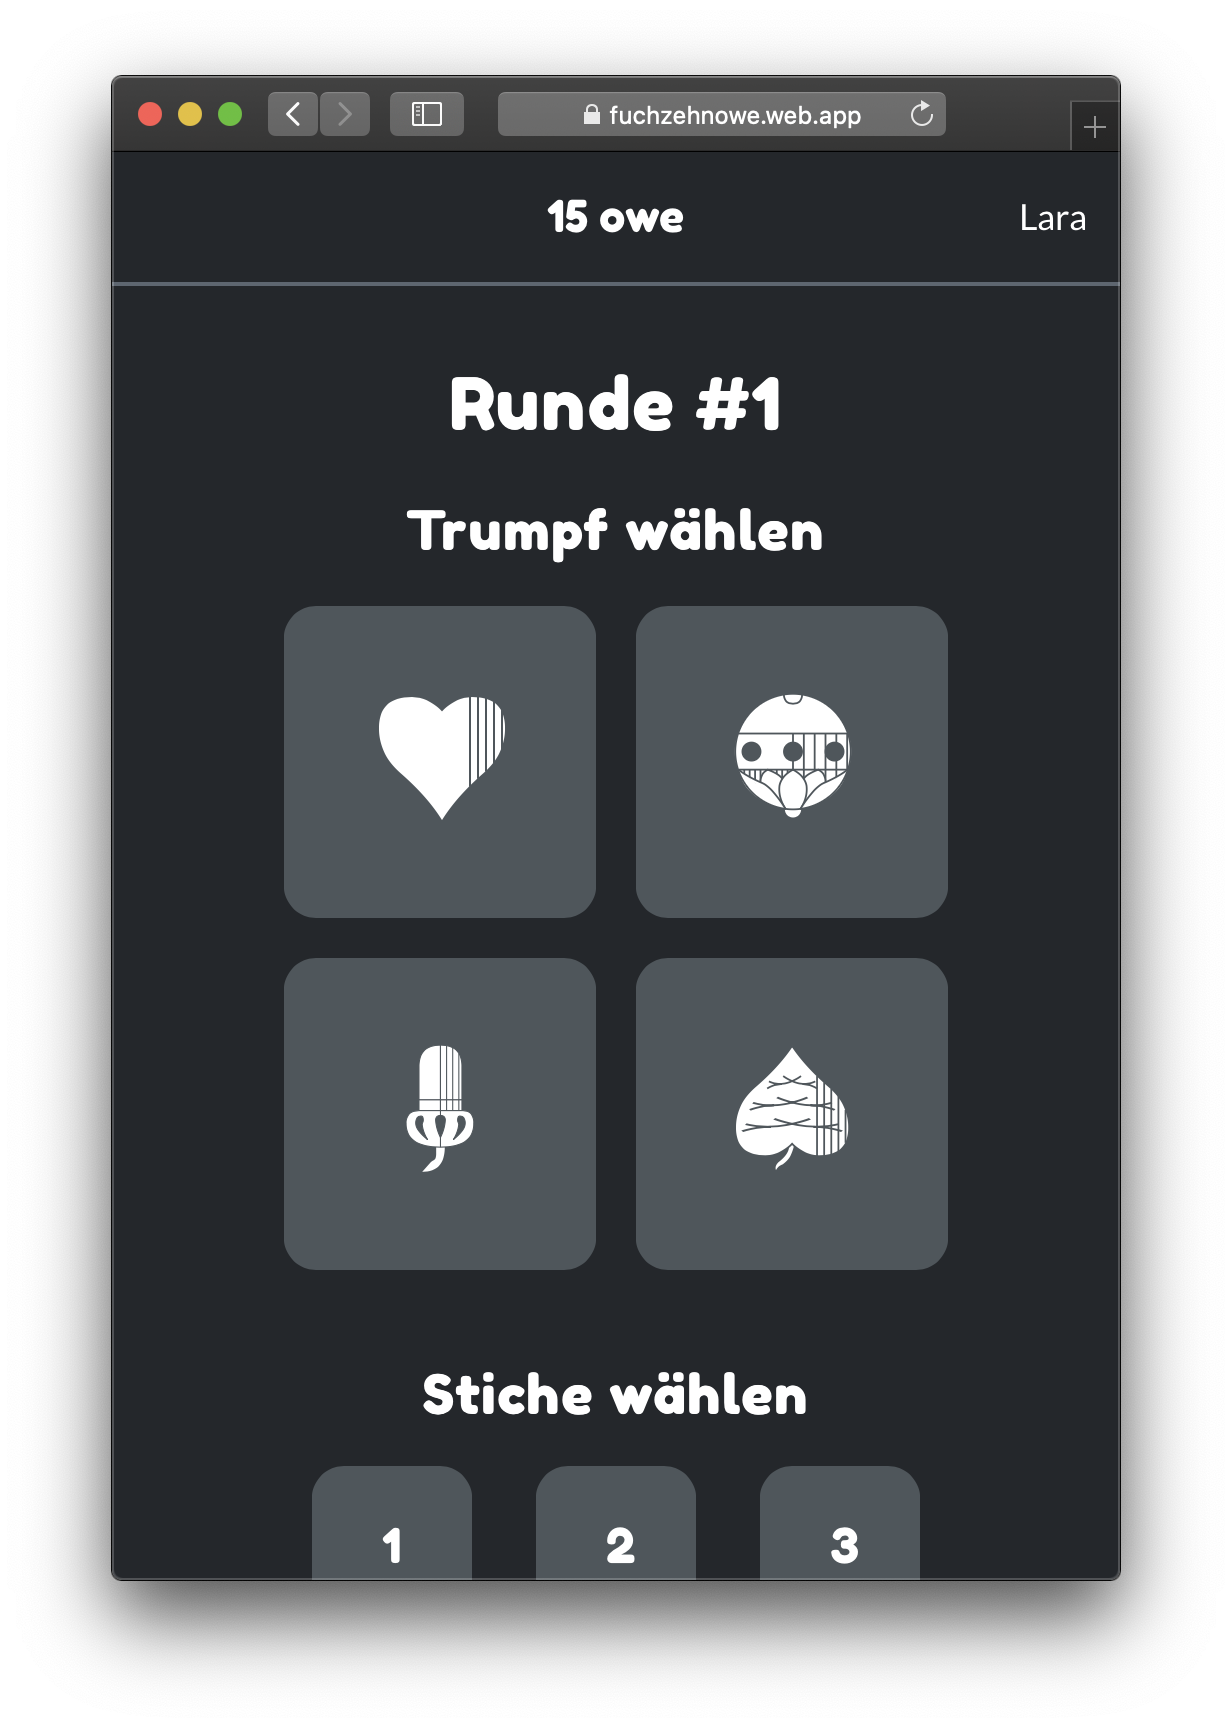 fuchzehnowe.web.app
15 owe
Lara
Runde #1
Trumpf wählen
Stiche wählen
1 2 3